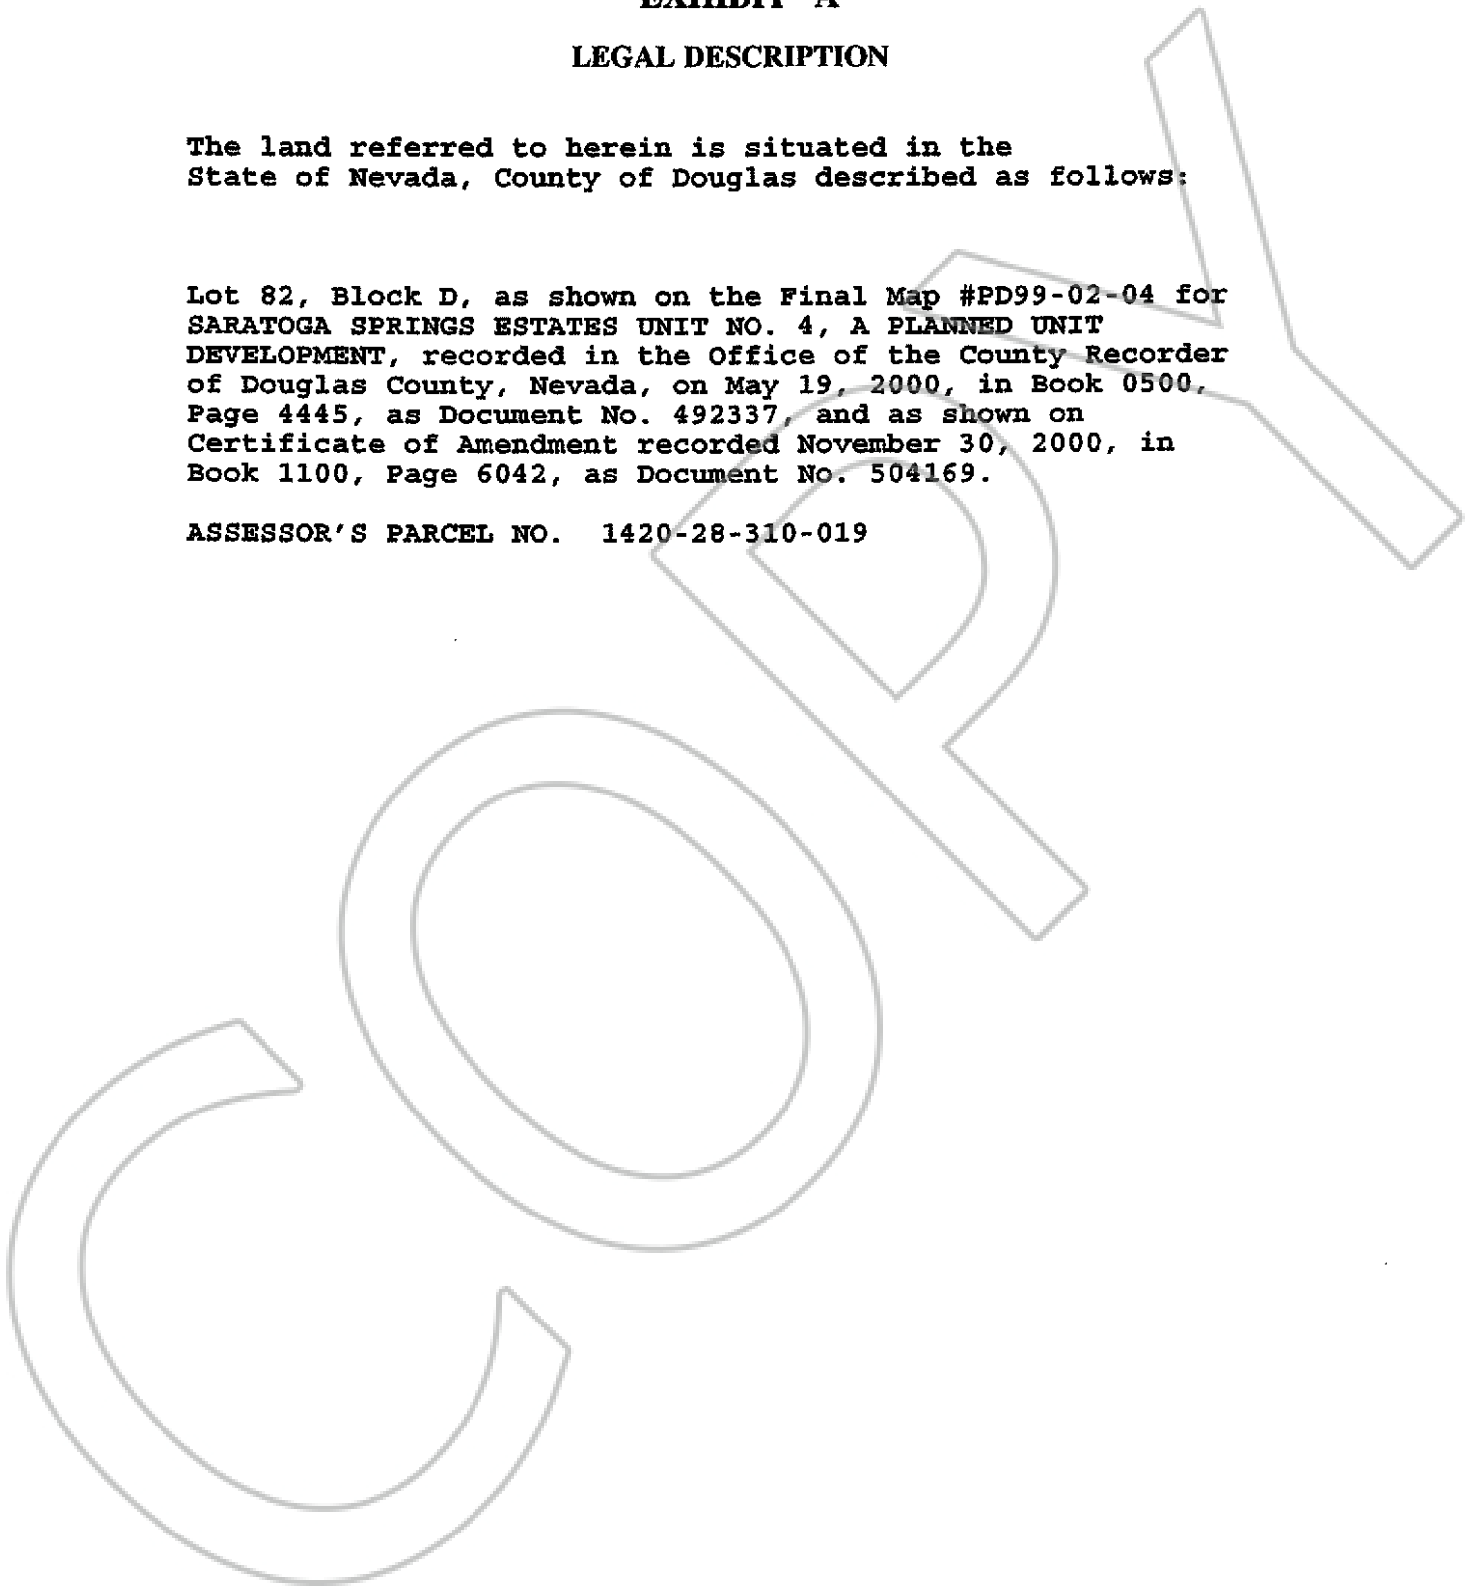 EXHIBIT "A"
LEGAL DESCRIPTION
The land referred to herein is situated in the
State of Nevada, County of Douglas described as follows:
Lot 82, Block D, as shown on the Final Map #PD99-02-04 for
SARATOGA SPRINGS ESTATES UNIT NO. 4, A PLANNED UNIT
DEVELOPMENT, recorded in the Office of the County Recorder
of Douglas County, Nevada, on May 19, 2000, in Book 0500,
Page 4445, as Document No. 492337, and as shown on
Certificate of Amendment recorded November 30, 2000, in
Book 1100, Page 6042, as Document No. 504169.
ASSESSOR'S PARCEL NO. 1420-28-310-019
COPY